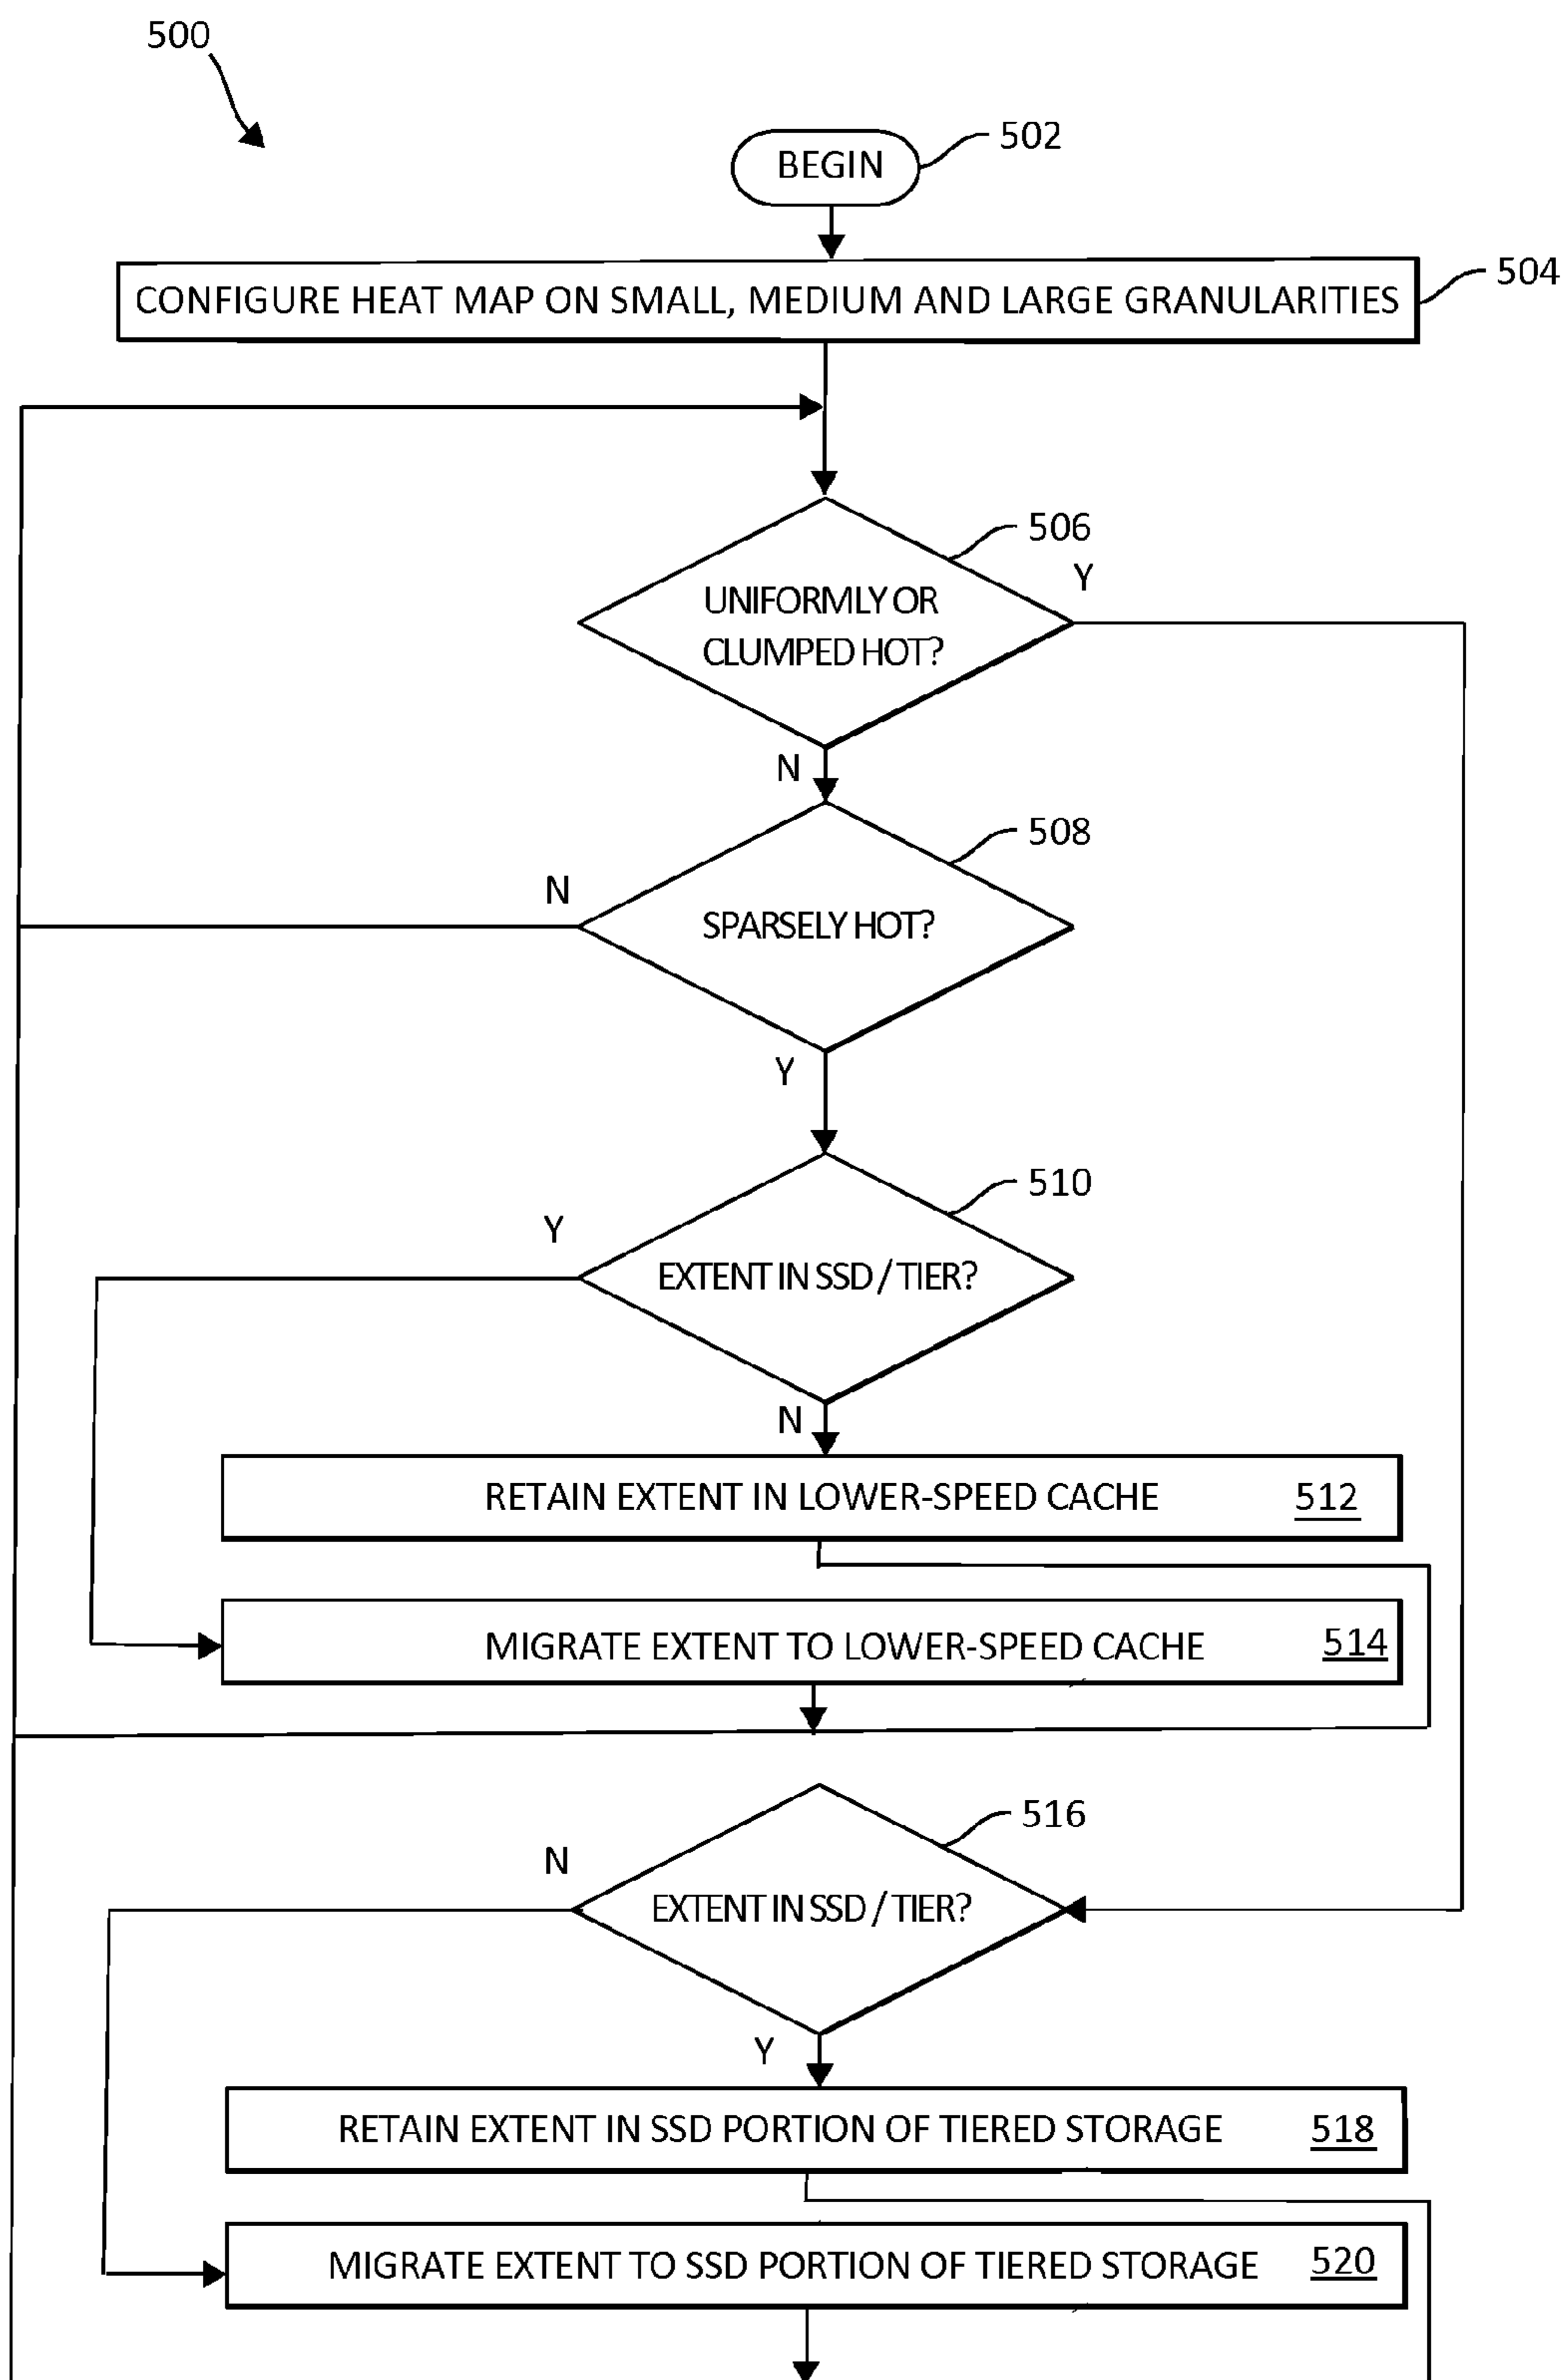 500
BEGIN
502
CONFIGURE HEAT MAP ON SMALL, MEDIUM AND LARGE GRANULARITIES
504
506
Y
UNIFORMLY OR
CLUMPED HOT?
N
508
N
SPARSELY HOT?
Y
510
Y
EXTENT IN SSD / TIER?
N
RETAIN EXTENT IN LOWER-SPEED CACHE 512
MIGRATE EXTENT TO LOWER-SPEED CACHE 514
516
N
EXTENT IN SSD / TIER?
Y
RETAIN EXTENT IN SSD PORTION OF TIERED STORAGE 518
MIGRATE EXTENT TO SSD PORTION OF TIERED STORAGE 520